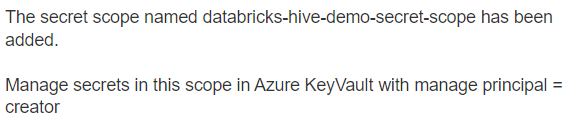 The secret scope named databricks-hive-demo-secret-scope has been
added.
Manage secrets in this scope in Azure KeyVault with manage principal =
creator